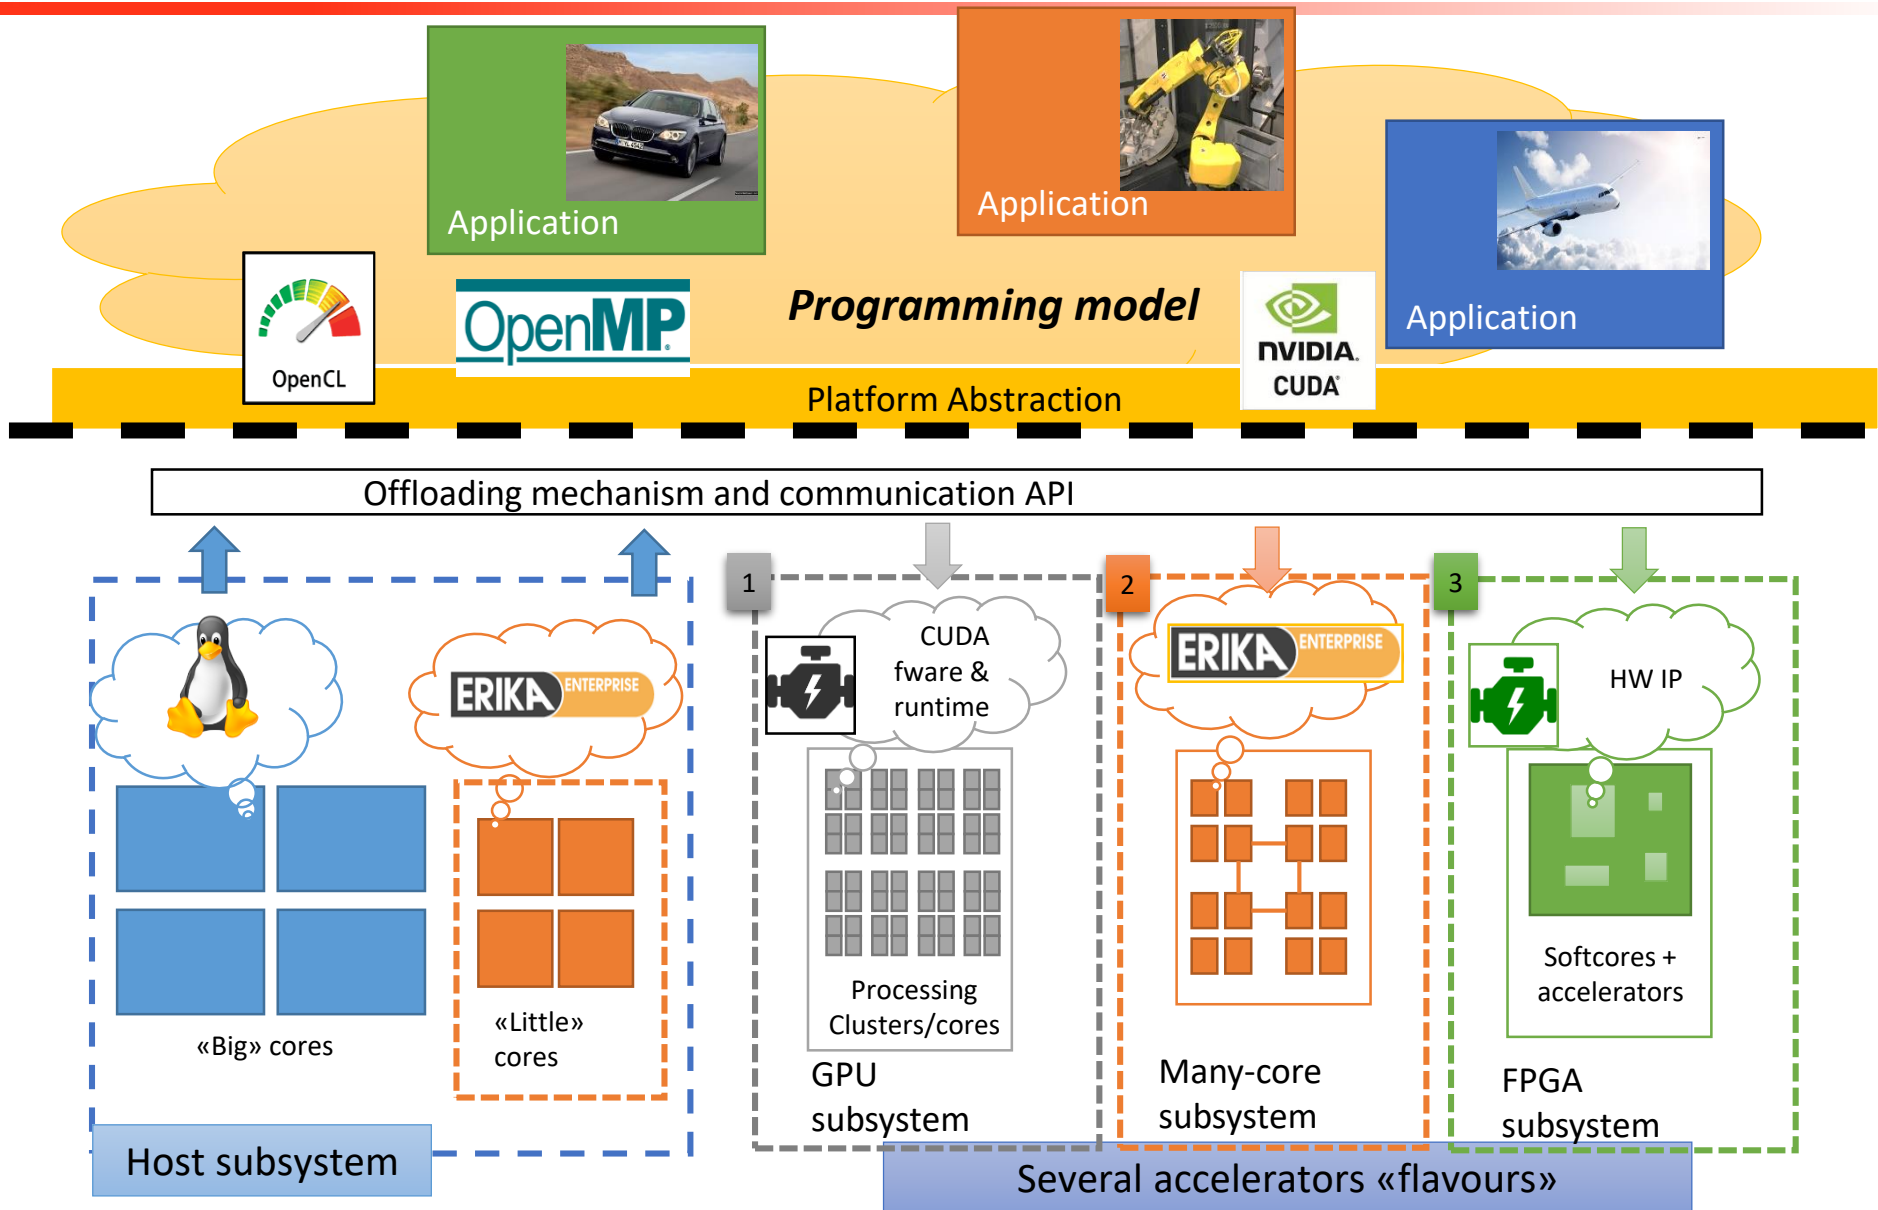 Application
Application
Application
OpenCL
OpenMP
Programming model
nVIDIA.
CUDA
Platform Abstraction
Offloading mechanism and communication API
1
2
3
ERIKA ENTERPRISE
CUDA
fware &
runtime
ERIKA ENTERPRISE
HW IP
«Big» cores
«Little»
cores
Processing
Clusters/cores
Softcores +
accelerators
GPU
subsystem
Many-core
subsystem
FPGA
subsystem
Host subsystem
Several accelerators «flavours»